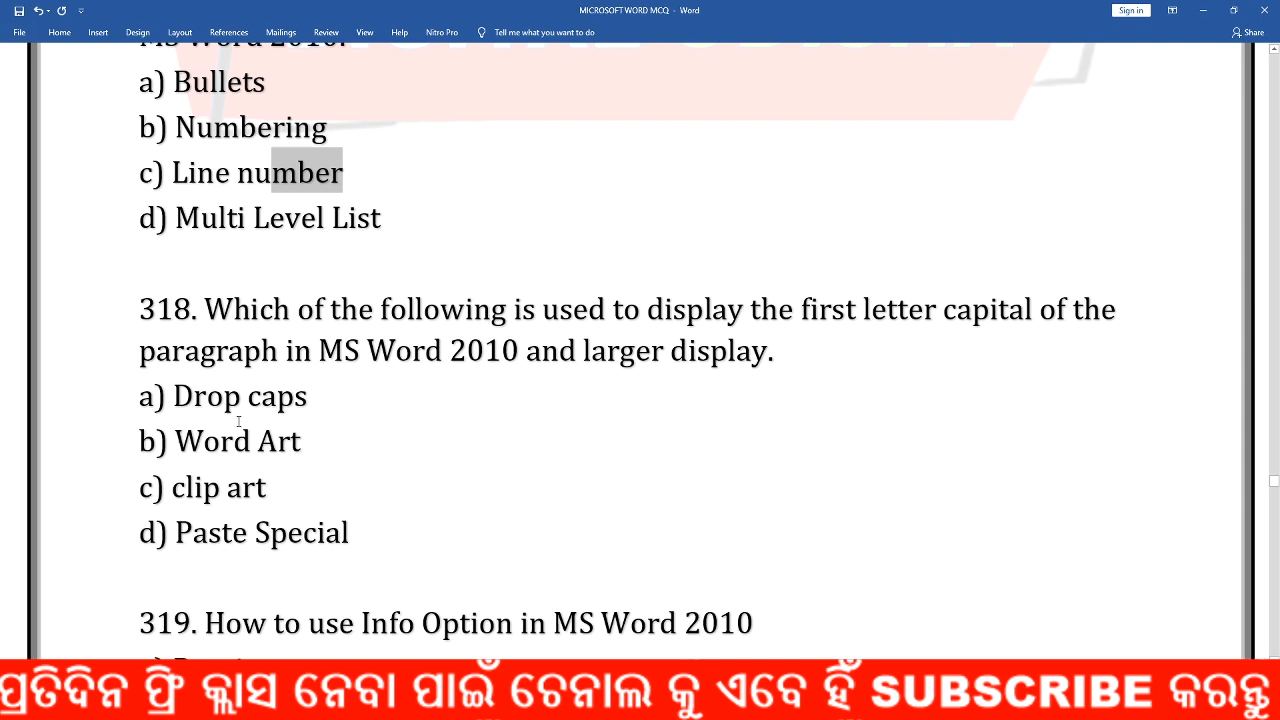 MICROSOFT WORD MCQ - Word
Sign in
File Home Insert Design Layout References Mailings Review View Help Nitro Pro Tell me what you want to do Share
MS Word 2010.
a) Bullets
b) Numbering
c) Line number
d) Multi Level List
318. Which of the following is used to display the first letter capital of the
paragraph in MS Word 2010 and larger display.
a) Drop caps
b) Word Art
c) clip art
d) Paste Special
319. How to use Info Option in MS Word 2010
ପ୍ରତିଦିନ ଫ୍ରି କ୍ଲାସ ନେବା ପାଇଁ ଚେନାଲ କୁ ଏବେ ହିଁ SUBSCRIBE କରନ୍ତୁ